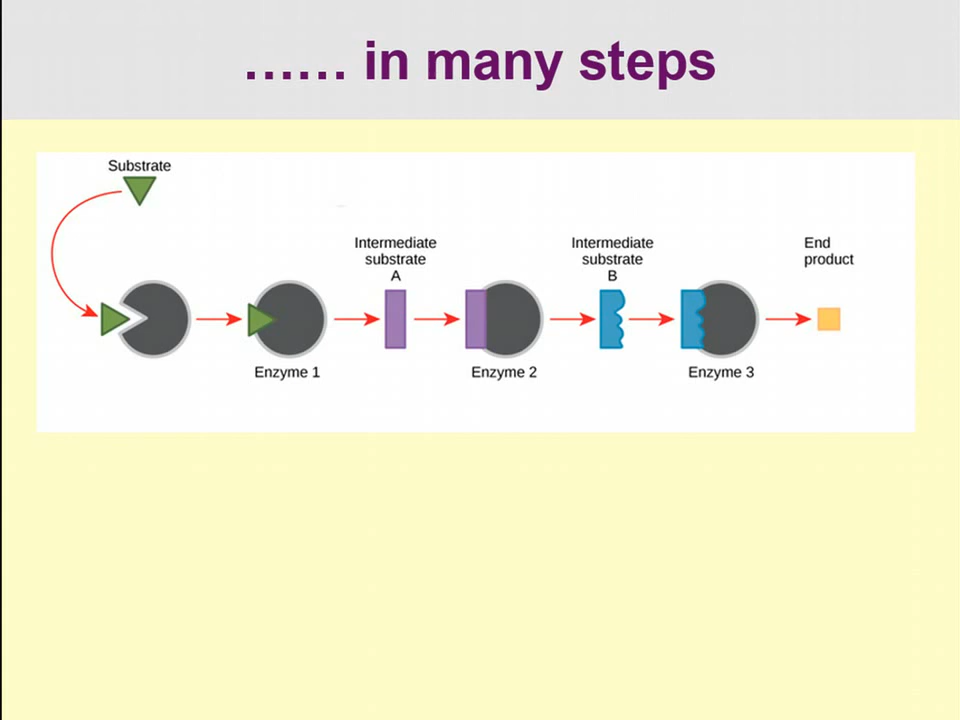 …… in many steps
Substrate
Intermediate
substrate
A
Intermediate
substrate
B
End
product
Enzyme 1
Enzyme 2
Enzyme 3